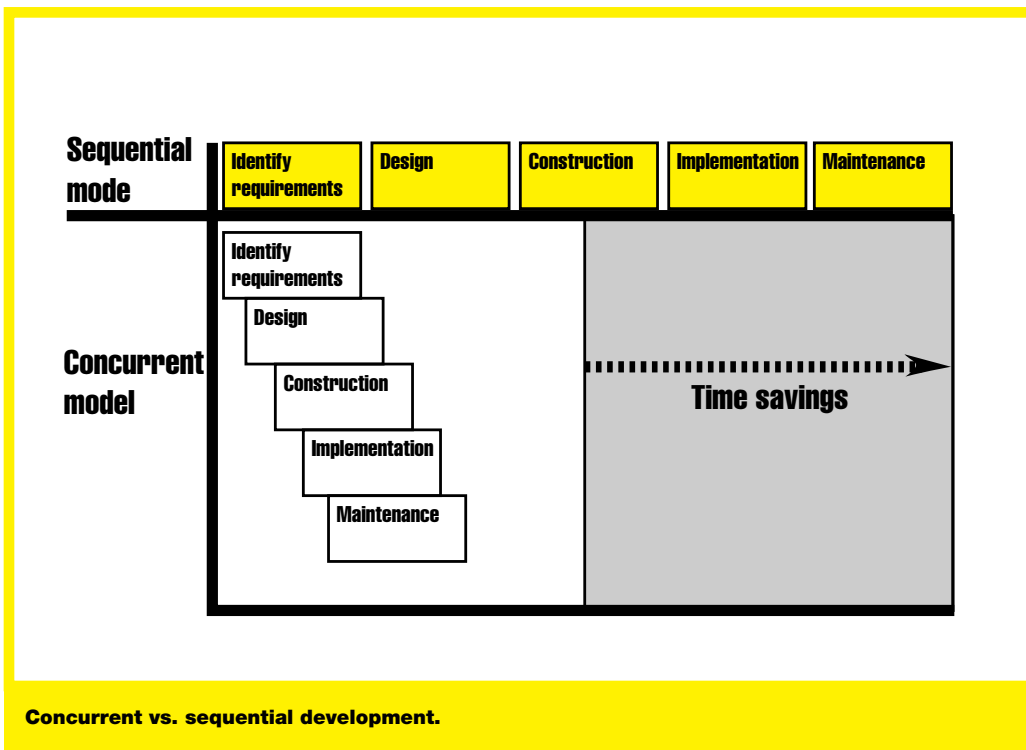 Sequential
mode
Identify
requirements
Design
Construction
Implementation
Maintenance
Concurrent
model
Identify
requirements
Design
Construction
Implementation
Maintenance
Time savings
Concurrent vs. sequential development.